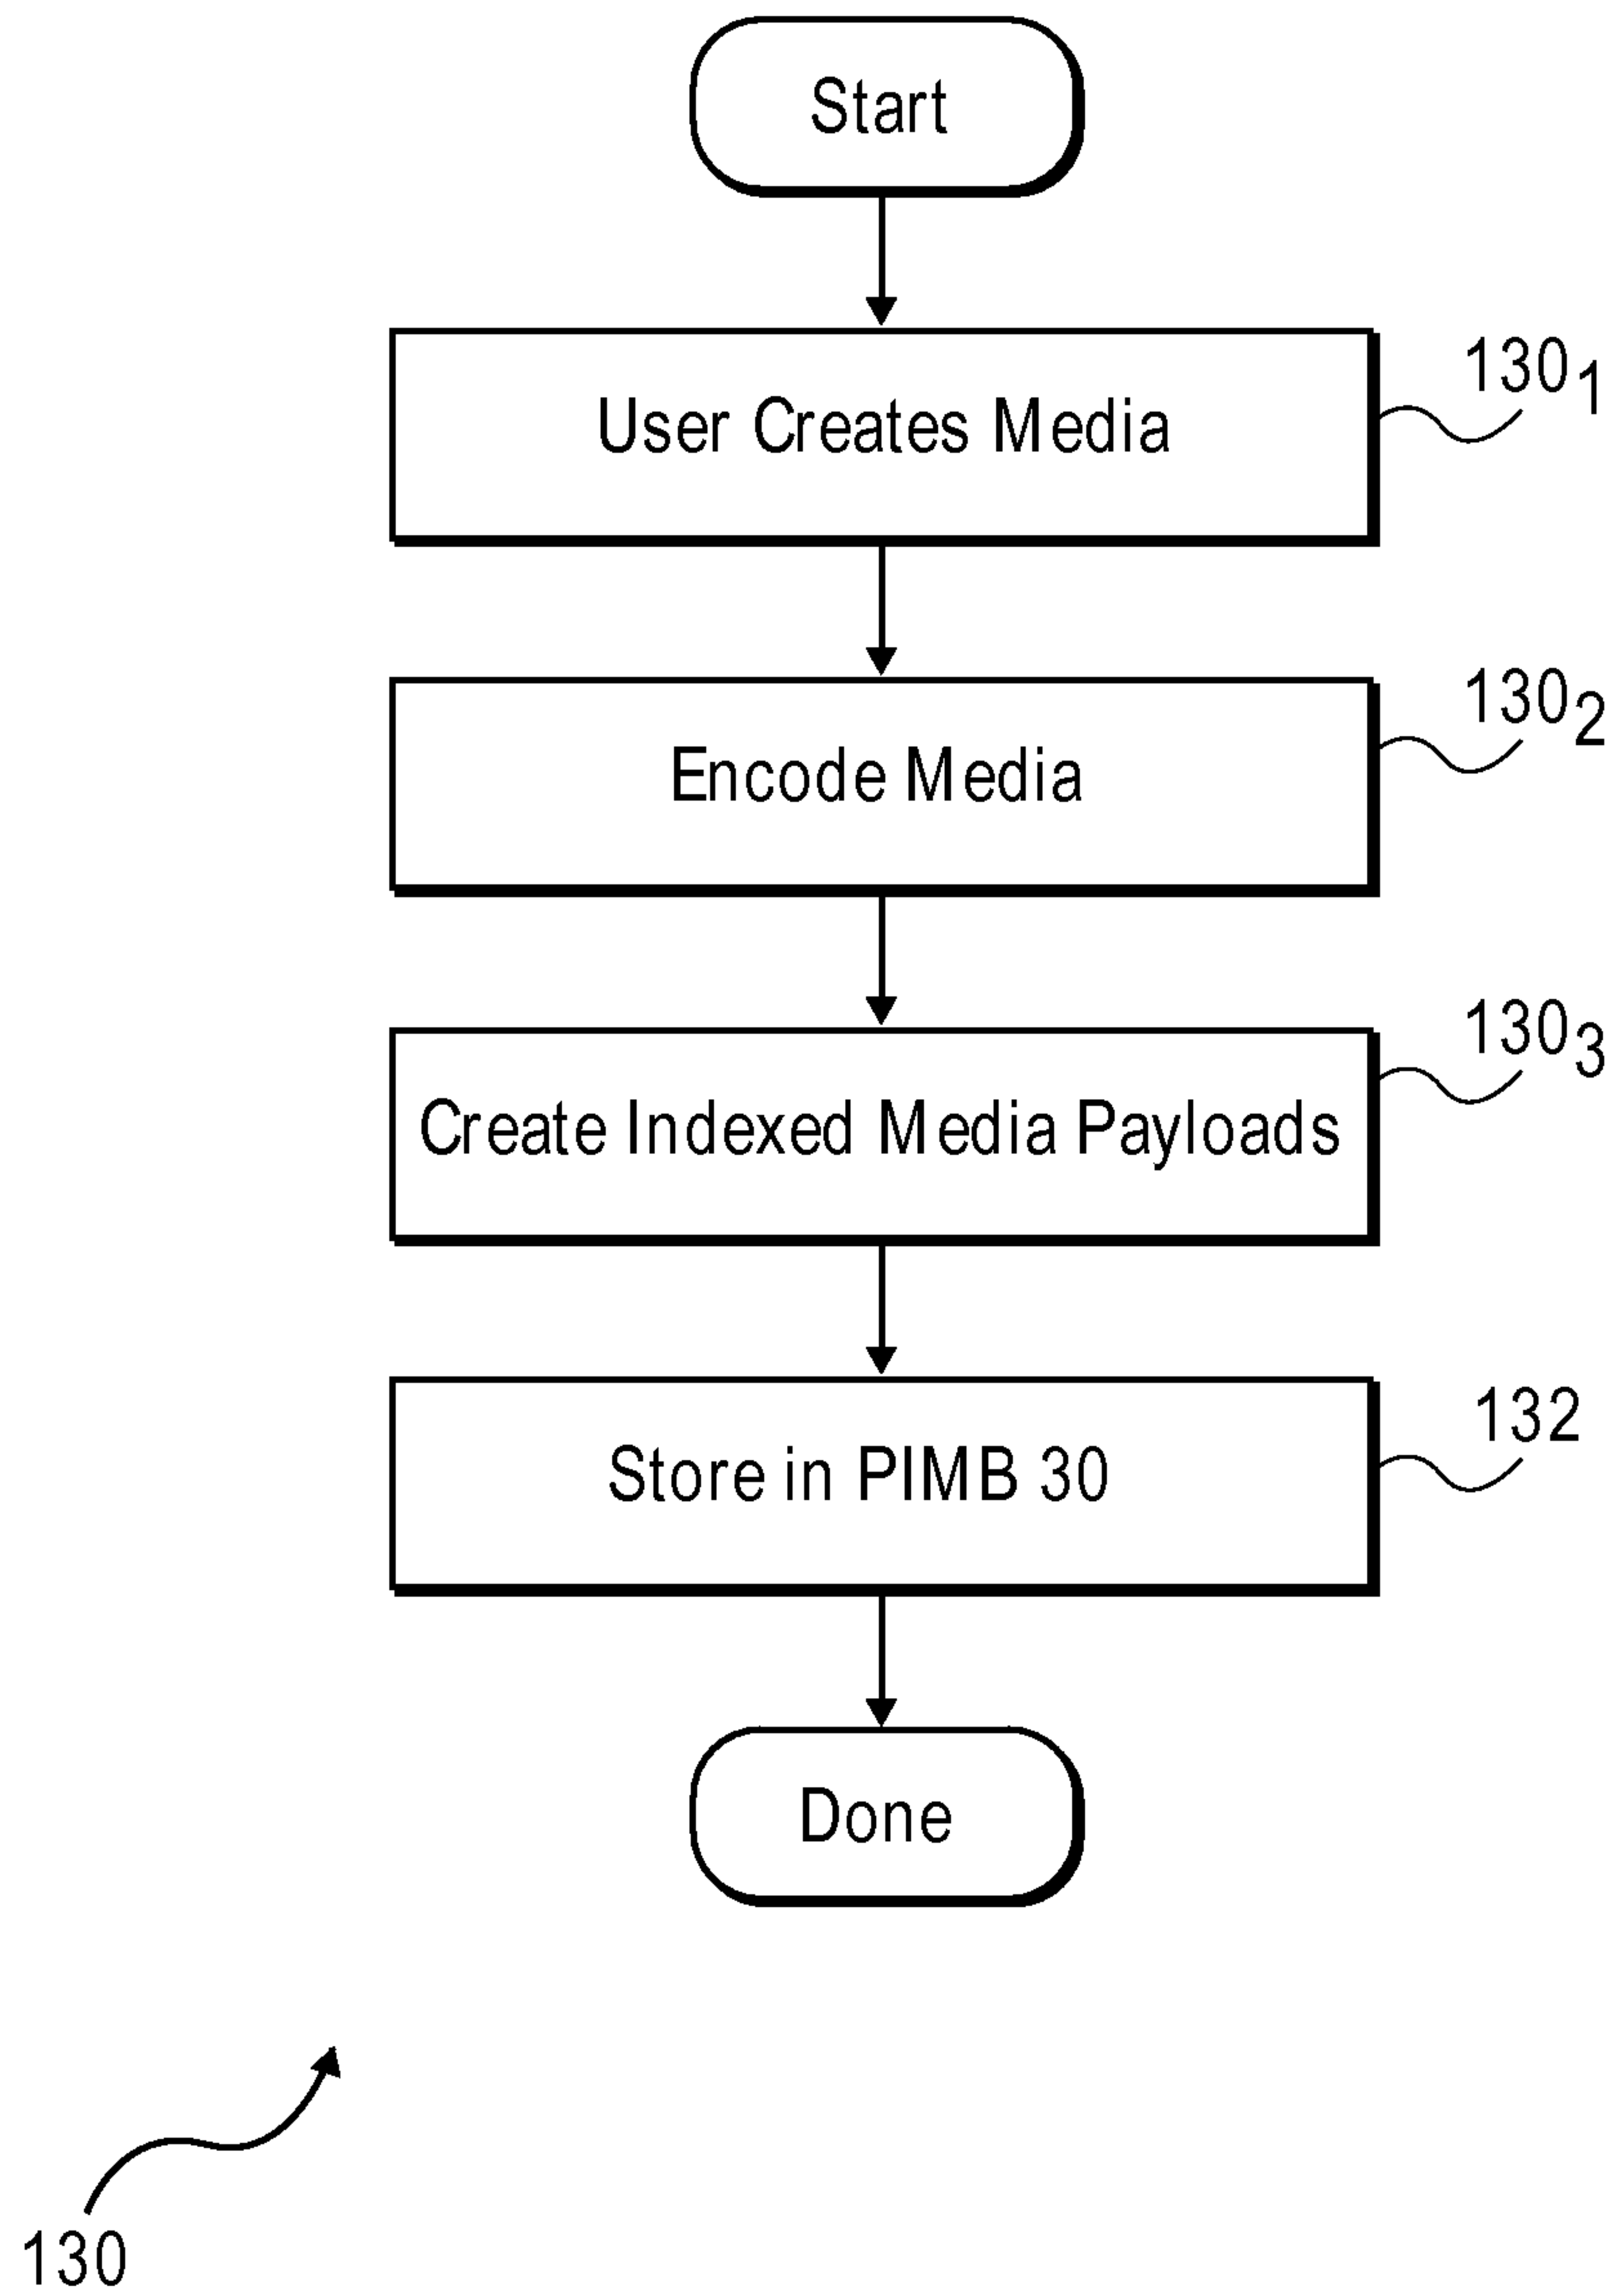 Start
User Creates Media
130₁
Encode Media
130₂
Create Indexed Media Payloads
130₃
Store in PIMB 30
132
Done
130